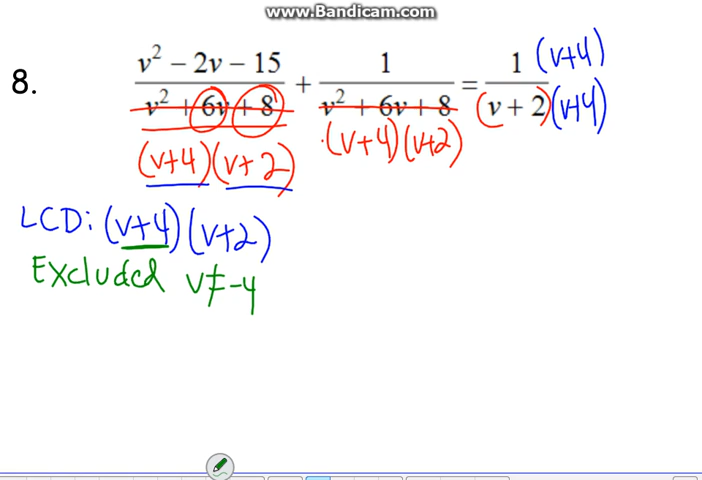 www.Bandicam.com
8. (v² − 2v − 15)/(v² + 6v + 8) + 1/(v² + 6v + 8) = 1 (v+4)/(v + 2)(v+4)
(v+4)(v+2) (v+4)(v+2)
LCD: (v+4)(v+2)
Excluded v≠-4